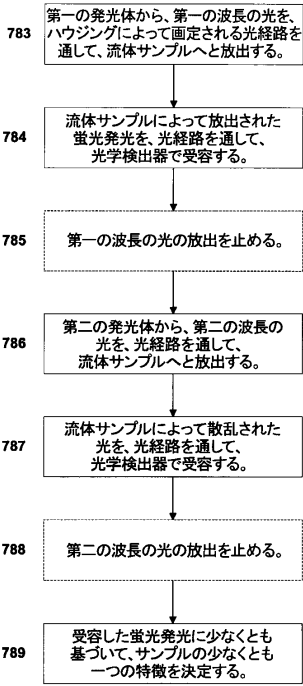 783
第一の発光体から、第一の波長の光を、
ハウジングによって画定される光経路を
通して、流体サンプルへと放出する。
784
流体サンプルによって放出された
蛍光発光を、光経路を通して、
光学検出器で受容する。
785
第一の波長の光の放出を止める。
786
第二の発光体から、第二の波長の
光を、光経路を通して、
流体サンプルへと放出する。
787
流体サンプルによって散乱された
光を、光経路を通して、
光学検出器で受容する。
788
第二の波長の光の放出を止める。
789
受容した蛍光発光に少なくとも
基づいて、サンプルの少なくとも
一つの特徴を決定する。